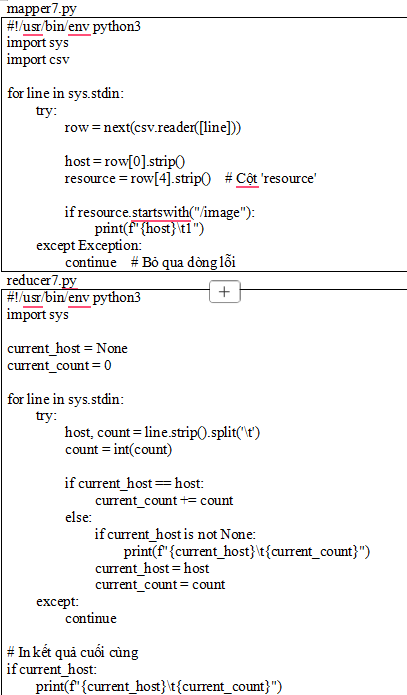 mapper7.py
#!/usr/bin/env python3
import sys
import csv
for line in sys.stdin:
try:
row = next(csv.reader([line]))
host = row[0].strip()
resource = row[4].strip() # Cột 'resource'
if resource.startswith("/image"):
print(f"{host}\t1")
except Exception:
continue # Bỏ qua dòng lỗi
reducer7.py
#!/usr/bin/env python3
import sys
current_host = None
current_count = 0
for line in sys.stdin:
try:
host, count = line.strip().split('\t')
count = int(count)
if current_host == host:
current_count += count
else:
if current_host is not None:
print(f"{current_host}\t{current_count}")
current_host = host
current_count = count
except:
continue
# In kết quả cuối cùng
if current_host:
print(f"{current_host}\t{current_count}")